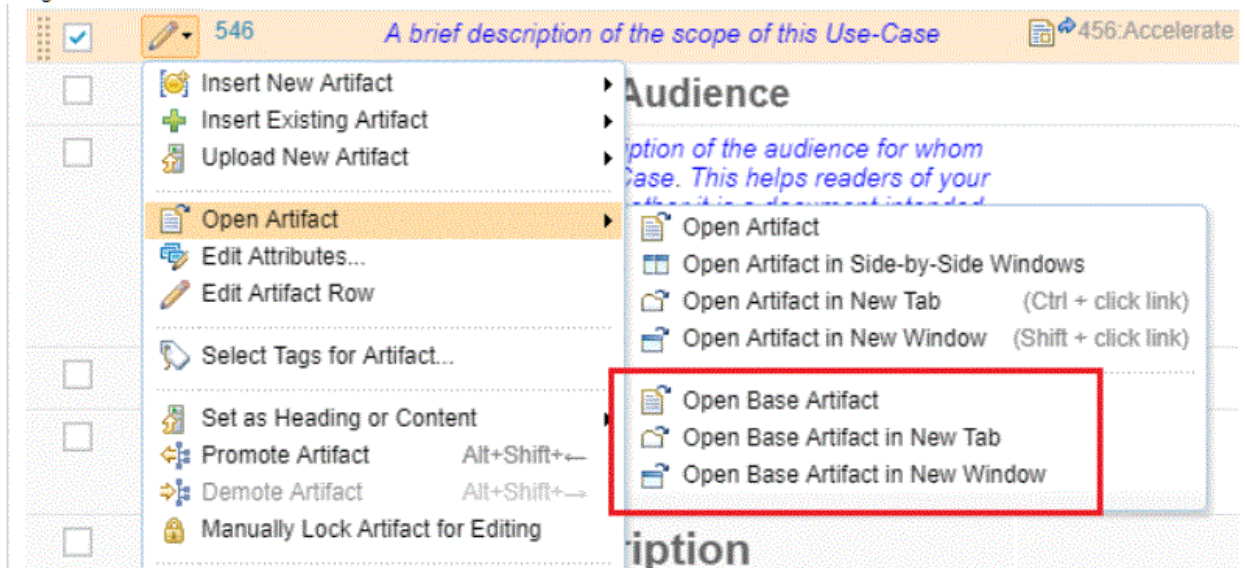 546 A brief description of the scope of this Use-Case 456:Accelerate
Insert New Artifact
Insert Existing Artifact
Upload New Artifact
Open Artifact
Edit Attributes...
Edit Artifact Row
Select Tags for Artifact...
Set as Heading or Content
Promote Artifact Alt+Shift+←
Demote Artifact Alt+Shift+→
Manually Lock Artifact for Editing
Audience
iption of the audience for whom
Case. This helps readers of your
Open Artifact
Open Artifact in Side-by-Side Windows
Open Artifact in New Tab (Ctrl + click link)
Open Artifact in New Window (Shift + click link)
Open Base Artifact
Open Base Artifact in New Tab
Open Base Artifact in New Window
ription